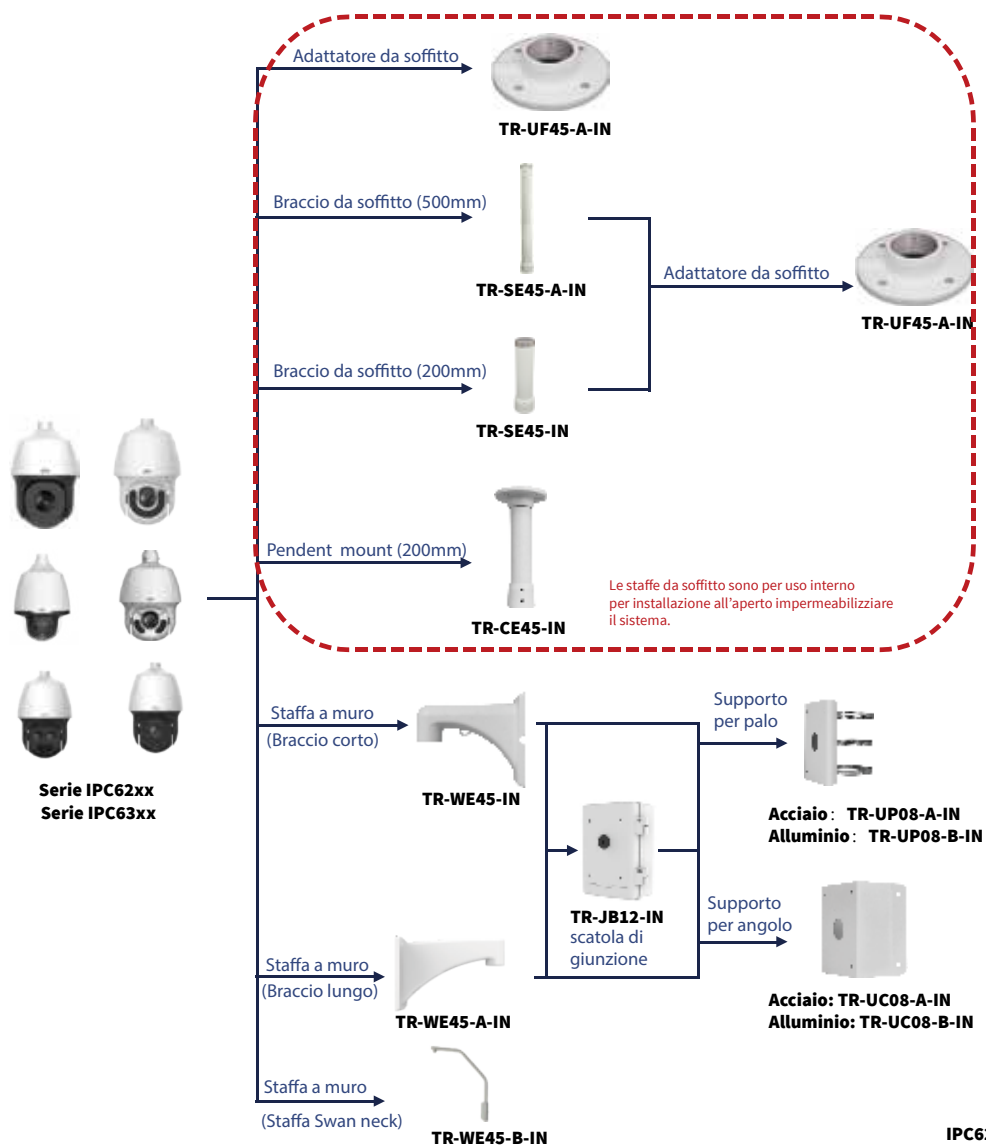 Adattatore da soffitto
TR-UF45-A-IN
Braccio da soffitto (500mm)
TR-SE45-A-IN
Adattatore da soffitto
TR-UF45-A-IN
Braccio da soffitto (200mm)
TR-SE45-IN
Pendent mount (200mm)
TR-CE45-IN
Le staffe da soffitto sono per uso interno
per installazione all'aperto impermeabilizziare
il sistema.
Serie IPC62xx
Serie IPC63xx
Staffa a muro
(Braccio corto)
TR-WE45-IN
Supporto
per palo
Acciaio： TR-UP08-A-IN
Alluminio： TR-UP08-B-IN
TR-JB12-IN
scatola di
giunzione
Supporto
per angolo
Acciaio: TR-UC08-A-IN
Alluminio: TR-UC08-B-IN
Staffa a muro
(Braccio lungo)
TR-WE45-A-IN
Staffa a muro
(Staffa Swan neck)
TR-WE45-B-IN